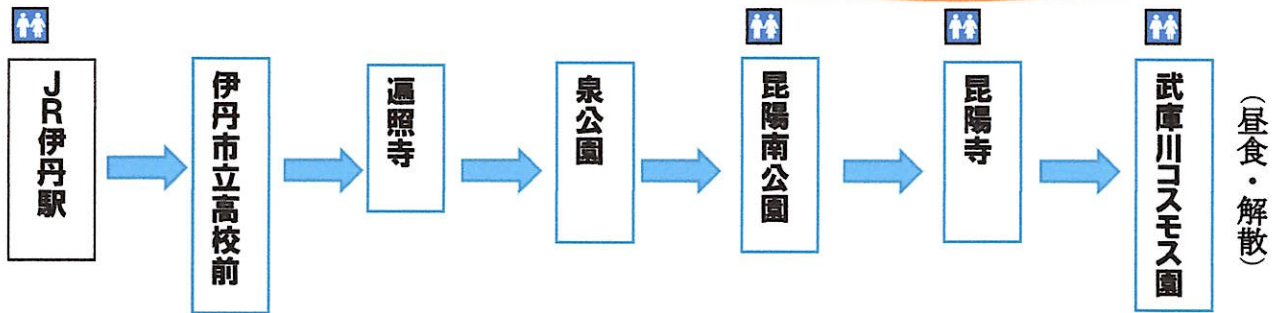 JR伊丹駅
伊丹市立高校前
遍照寺
泉公園
昆陽南公園
昆陽寺
武庫川コスモス園
(昼食・解散)